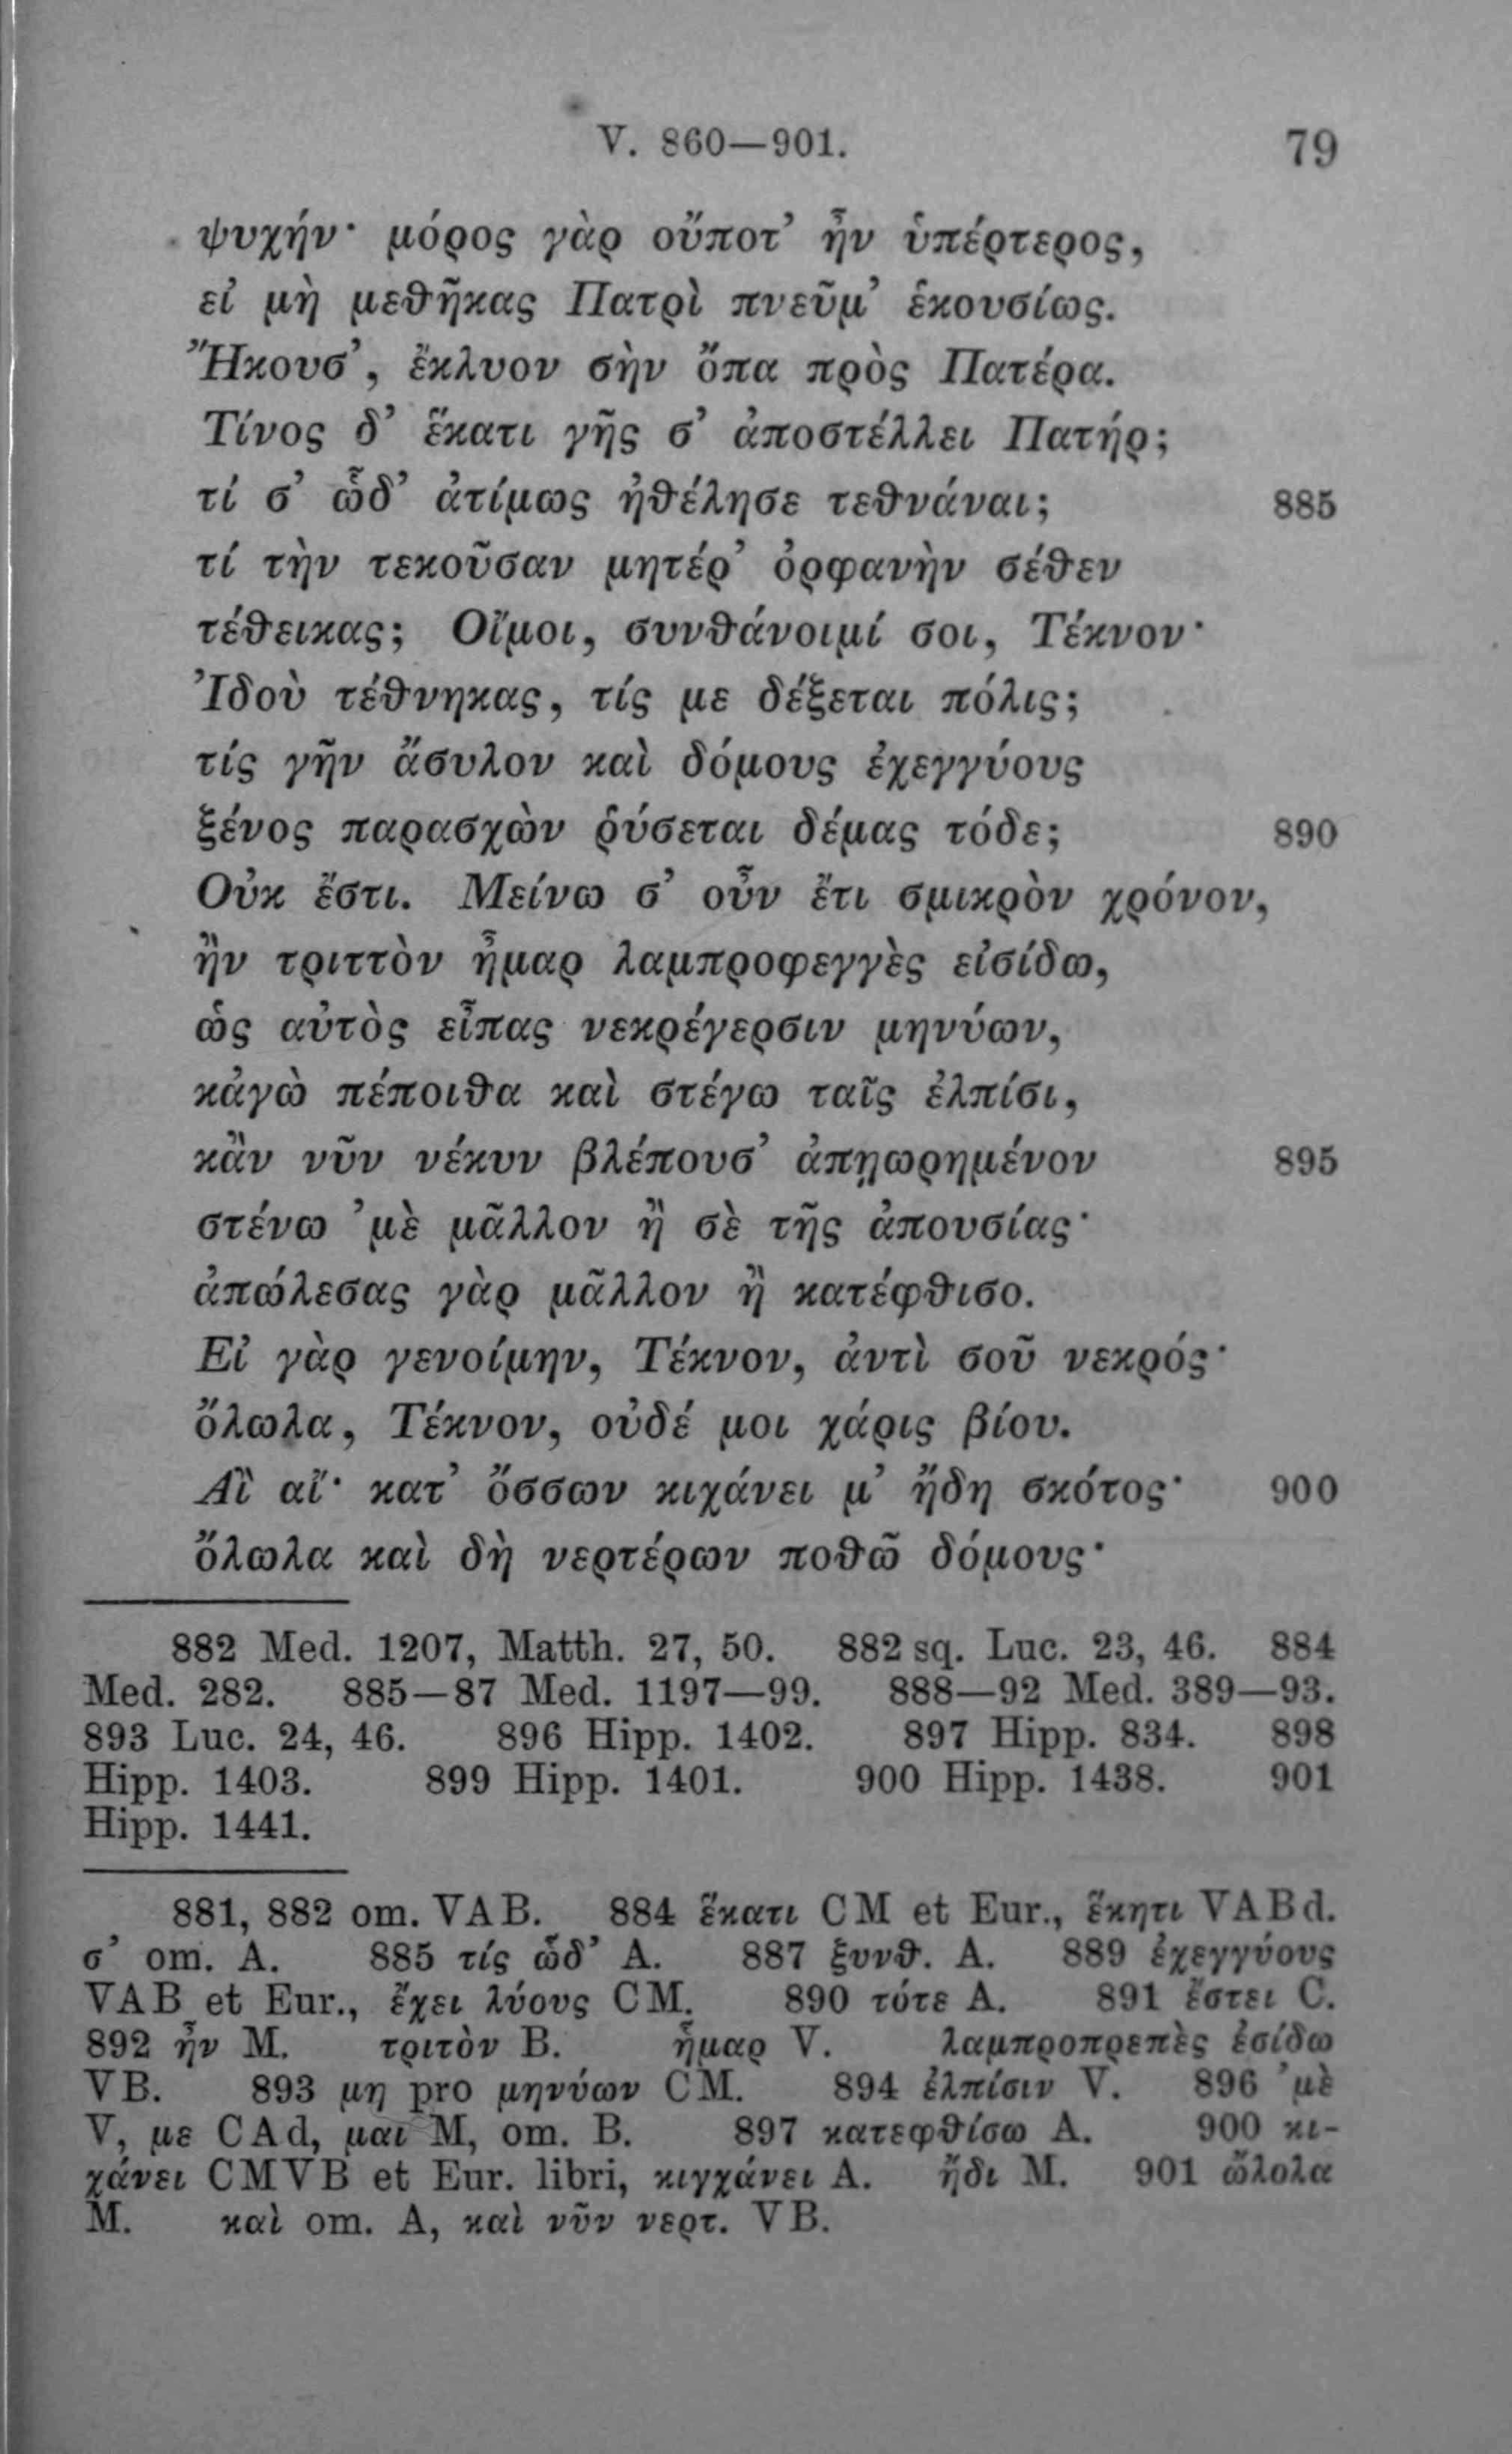 V. 860—901. 79
ψυχήν· μόρος γὰρ οὔποτ’ ἦν ὑπέρτερος,
εἰ μὴ μεθῆκας Πατρὶ πνεῦμ’ ἑκουσίως.
Ἤκουσ’, ἔκλυον σὴν ὄπα πρὸς Πατέρα.
Τίνος δ’ ἕκατι γῆς σ’ ἀποστέλλει Πατήρ;
τί σ’ ὧδ’ ἀτίμως ἠθέλησε τεθνάναι; 885
τί τὴν τεκοῦσαν μητέρ’ ὀρφανὴν σέθεν
τέθεικας; Οἴμοι, συνθάνοιμί σοι, Τέκνον·
Ἰδοὺ τέθνηκας, τίς με δέξεται πόλις;
τίς γῆν ἄσυλον καὶ δόμους ἐχεγγύους
ξένος παρασχὼν ῥύσεται δέμας τόδε; 890
Οὐκ ἔστι. Μείνω σ’ οὖν ἔτι σμικρὸν χρόνον,
ἢν τριττὸν ἦμαρ λαμπροφεγγὲς εἰσίδω,
ὡς αὐτὸς εἶπας νεκρέγερσιν μηνύων,
κἀγὼ πέποιθα καὶ στέγω ταῖς ἐλπίσι,
κἂν νῦν νέκυν βλέπουσ’ ἀπῃωρημένον 895
στένω ’μὲ μᾶλλον ἢ σὲ τῆς ἀπουσίας·
ἀπώλεσας γὰρ μᾶλλον ἢ κατέφθισο.
Εἰ γὰρ γενοίμην, Τέκνον, ἀντὶ σοῦ νεκρός·
ὄλωλα, Τέκνον, οὐδέ μοι χάρις βίου.
Αἲ αἴ· κατ’ ὄσσων κιχάνει μ’ ἤδη σκότος· 900
ὄλωλα καὶ δὴ νερτέρων ποθῶ δόμους·
882 Med. 1207, Matth. 27, 50. 882 sq. Luc. 23, 46. 884
Med. 282. 885—87 Med. 1197—99. 888—92 Med. 389—93.
893 Luc. 24, 46. 896 Hipp. 1402. 897 Hipp. 834. 898
Hipp. 1403. 899 Hipp. 1401. 900 Hipp. 1438. 901
Hipp. 1441.
881, 882 om. VAB. 884 ἕκατι CM et Eur., ἕκητι VABd.
σ’ om. A. 885 τίς ὧδ’ A. 887 ξυνθ. A. 889 ἐχεγγύους
VAB et Eur., ἔχει λύους CM. 890 τότε A. 891 ἔστει C.
892 ἦν M. τριτὸν B. ἧμαρ V. λαμπροπρεπὲς ἐσίδω
VB. 893 μη pro μηνύων CM. 894 ἐλπίσιν V. 896 ’μὲ
V, με CAd, μαι M, om. B. 897 κατεφθίσω A. 900 κι-
χάνει CMVB et Eur. libri, κιγχάνει A. ἤδι M. 901 ὤλολα
M. καὶ om. A, καὶ νῦν νερτ. VB.